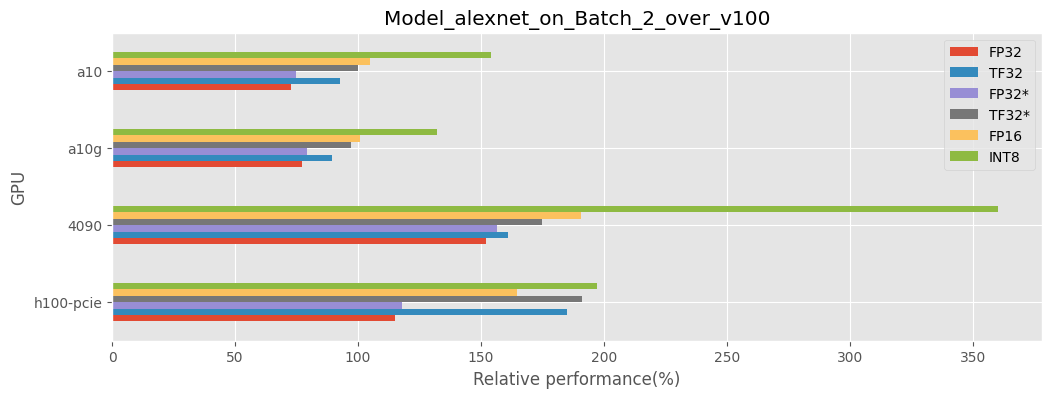 Model_alexnet_on_Batch_2_over_v100
FP32
TF32
FP32*
TF32*
FP16
INT8
GPU
a10
a10g
4090
h100-pcie
0 50 100 150 200 250 300 350
Relative performance(%)